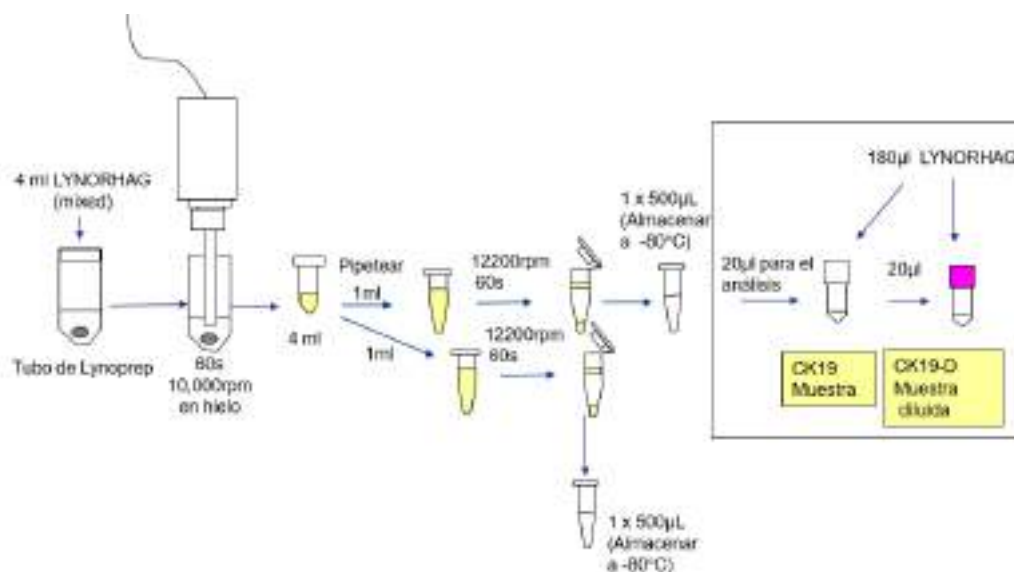 4 ml LYNORHAG
(mixed)
Tubo de Lynoprep
60s
10,000rpm
en hielo
4 ml
Pipetear
1ml
1ml
12200rpm
60s
12200rpm
60s
1 x 500µL
(Almacenar
a -80°C)
1 x 500µL
(Almacenar
a -80°C)
180µl LYNORHAG
20µl para el
análisis
20µl
CK19
Muestra
CK19-D
Muestra
diluida